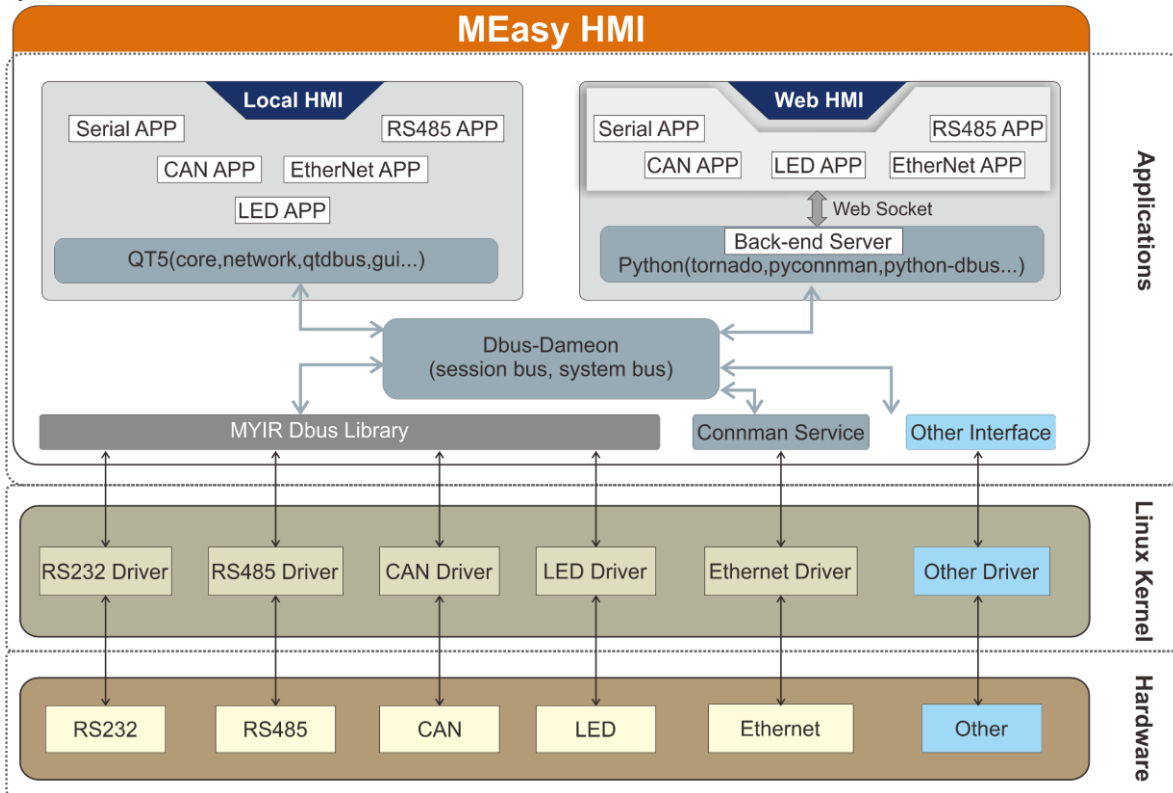 MEasy HMI
Local HMI
Serial APP
RS485 APP
CAN APP
EtherNet APP
LED APP
QT5(core,network,qtdbus,gui...)
Web HMI
Serial APP
RS485 APP
CAN APP
LED APP
EtherNet APP
Web Socket
Back-end Server
Python(tornado,pyconnman,python-dbus...)
Dbus-Dameon
(session bus, system bus)
MYIR Dbus Library
Connman Service
Other Interface
Applications
RS232 Driver
RS485 Driver
CAN Driver
LED Driver
Ethernet Driver
Other Driver
Linux Kernel
RS232
RS485
CAN
LED
Ethernet
Other
Hardware